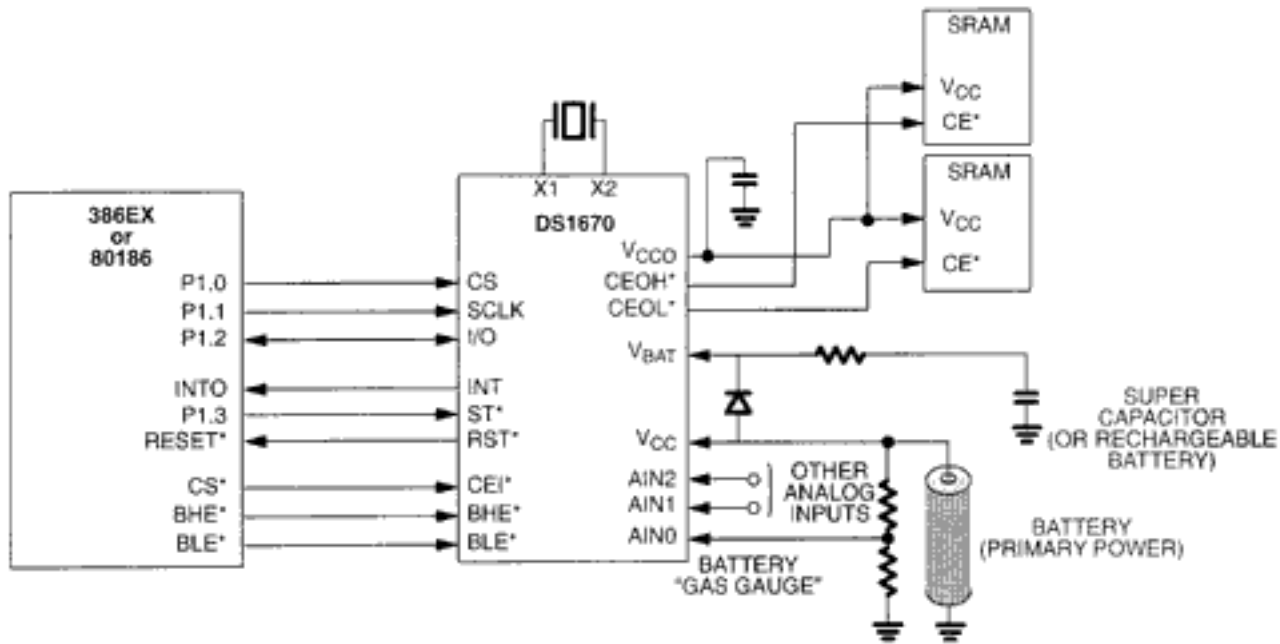 SRAM
VCC
CE*
SRAM
VCC
CE*
X1 X2
DS1670
VCCO
CEOH*
CEOL*
VBAT
VCC
AIN2
AIN1
AIN0
CS
SCLK
I/O
INT
ST*
RST*
CEI*
BHE*
BLE*
386EX
or
80186
P1.0
P1.1
P1.2
INTO
P1.3
RESET*
CS*
BHE*
BLE*
OTHER
ANALOG
INPUTS
BATTERY
"GAS GAUGE"
SUPER
CAPACITOR
(OR RECHARGEABLE
BATTERY)
BATTERY
(PRIMARY POWER)